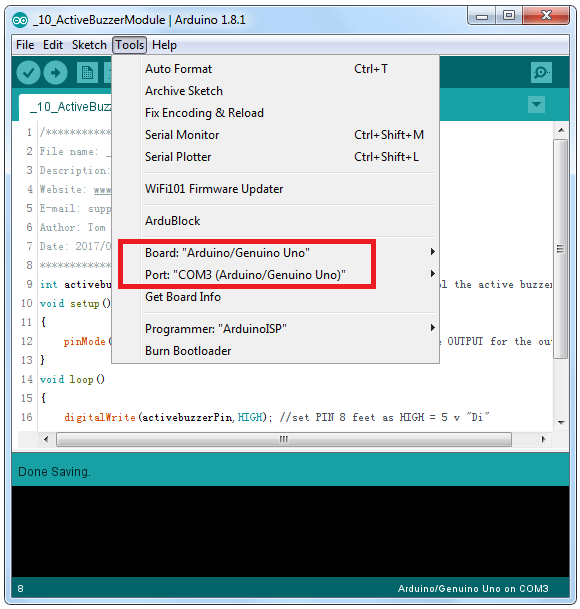 _10_ActiveBuzzerModule | Arduino 1.8.1
File Edit Sketch Tools Help
Auto Format Ctrl+T
Archive Sketch
Fix Encoding & Reload
Serial Monitor Ctrl+Shift+M
Serial Plotter Ctrl+Shift+L
WiFi101 Firmware Updater
ArduBlock
Board: "Arduino/Genuino Uno"
Port: "COM3 (Arduino/Genuino Uno)"
Get Board Info
Programmer: "ArduinoISP"
Burn Bootloader
_10_ActiveBuzz
1 /************
2 File name: _
3 Description:
4 Website: www
5 E-mail: supp
6 Author: Tom
7 Date: 2017/0
8 ************
9 int activebu l the active buzzer
10 void setup()
11 {
12 pinMode( e OUTPUT for the out
13 }
14 void loop()
15 {
16 digitalWrite(activebuzzerPin,HIGH); //set PIN 8 feet as HIGH = 5 v "Di"
Done Saving.
8 Arduino/Genuino Uno on COM3